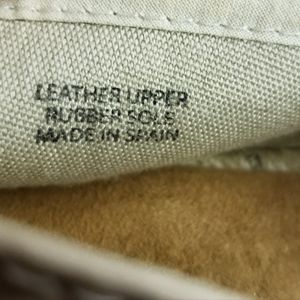 LEATHER UPPER
RUBBER SOLE
MADE IN SPAIN